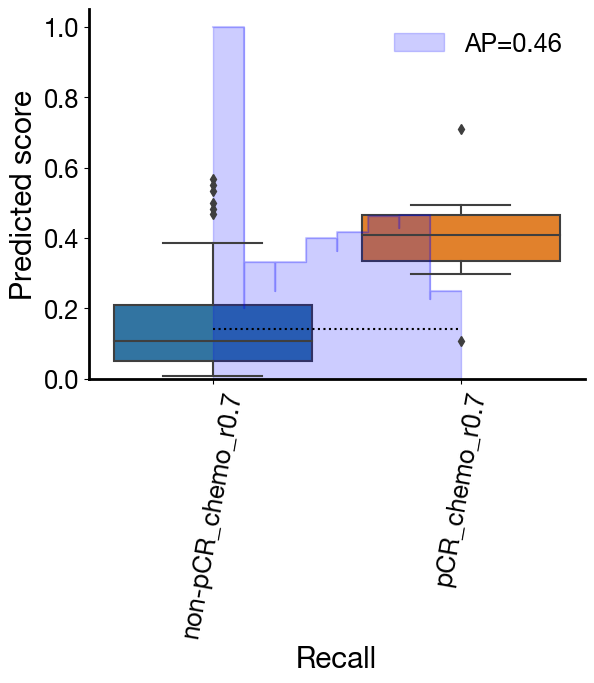 AP=0.46
Predicted score
1.0
0.8
0.6
0.4
0.2
0.0
non-pCR_chemo_r0.7
pCR_chemo_r0.7
Recall